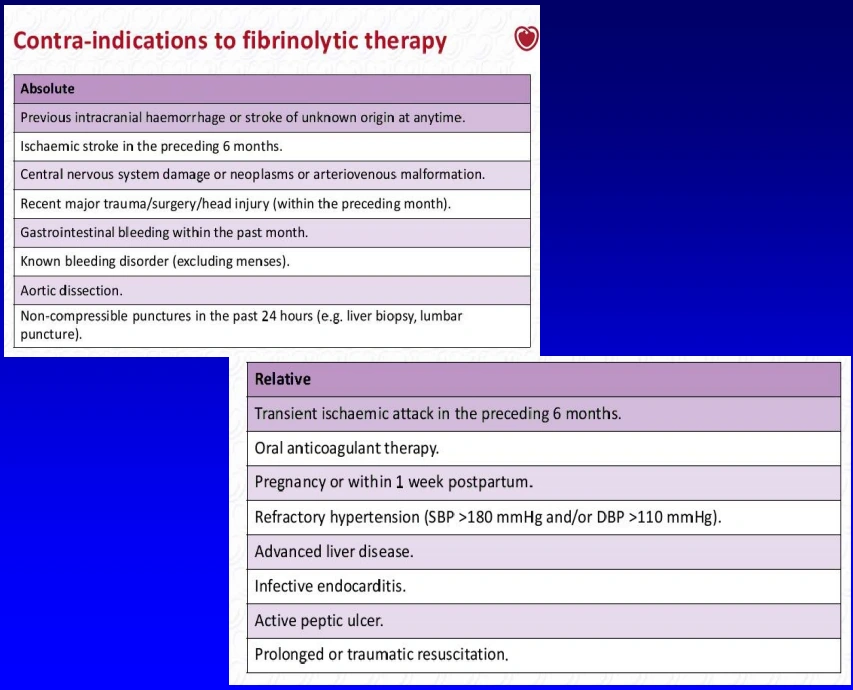 Contra-indications to fibrinolytic therapy
Absolute
Previous intracranial haemorrhage or stroke of unknown origin at anytime.
Ischaemic stroke in the preceding 6 months.
Central nervous system damage or neoplasms or arteriovenous malformation.
Recent major trauma/surgery/head injury (within the preceding month).
Gastrointestinal bleeding within the past month.
Known bleeding disorder (excluding menses).
Aortic dissection.
Non-compressible punctures in the past 24 hours (e.g. liver biopsy, lumbar
puncture).
Relative
Transient ischaemic attack in the preceding 6 months.
Oral anticoagulant therapy.
Pregnancy or within 1 week postpartum.
Refractory hypertension (SBP >180 mmHg and/or DBP >110 mmHg).
Advanced liver disease.
Infective endocarditis.
Active peptic ulcer.
Prolonged or traumatic resuscitation.